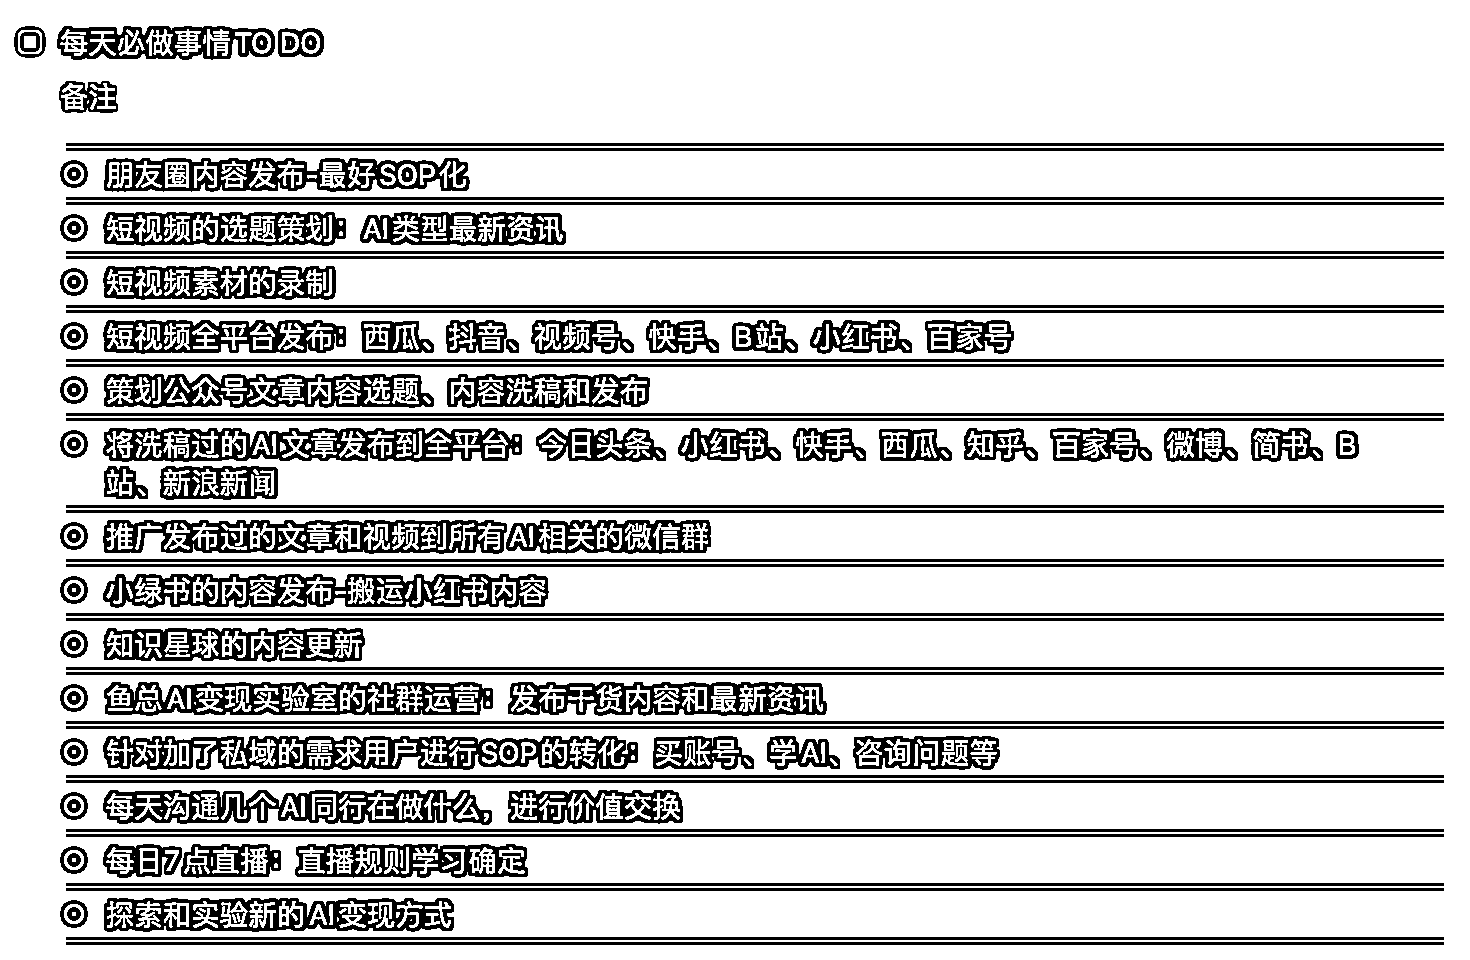 每天必做事情TO DO
备注
朋友圈内容发布-最好SOP化
短视频的选题策划：AI类型最新资讯
短视频素材的录制
短视频全平台发布：西瓜、抖音、视频号、快手、B站、小红书、百家号
策划公众号文章内容选题、内容洗稿和发布
将洗稿过的AI文章发布到全平台：今日头条、小红书、快手、西瓜、知乎、百家号、微博、简书、B
站、新浪新闻
推广发布过的文章和视频到所有AI相关的微信群
小绿书的内容发布-搬运小红书内容
知识星球的内容更新
鱼总AI变现实验室的社群运营：发布干货内容和最新资讯
针对加了私域的需求用户进行SOP的转化：买账号、学AI、咨询问题等
每天沟通几个AI同行在做什么，进行价值交换
每日7点直播：直播规则学习确定
探索和实验新的AI变现方式